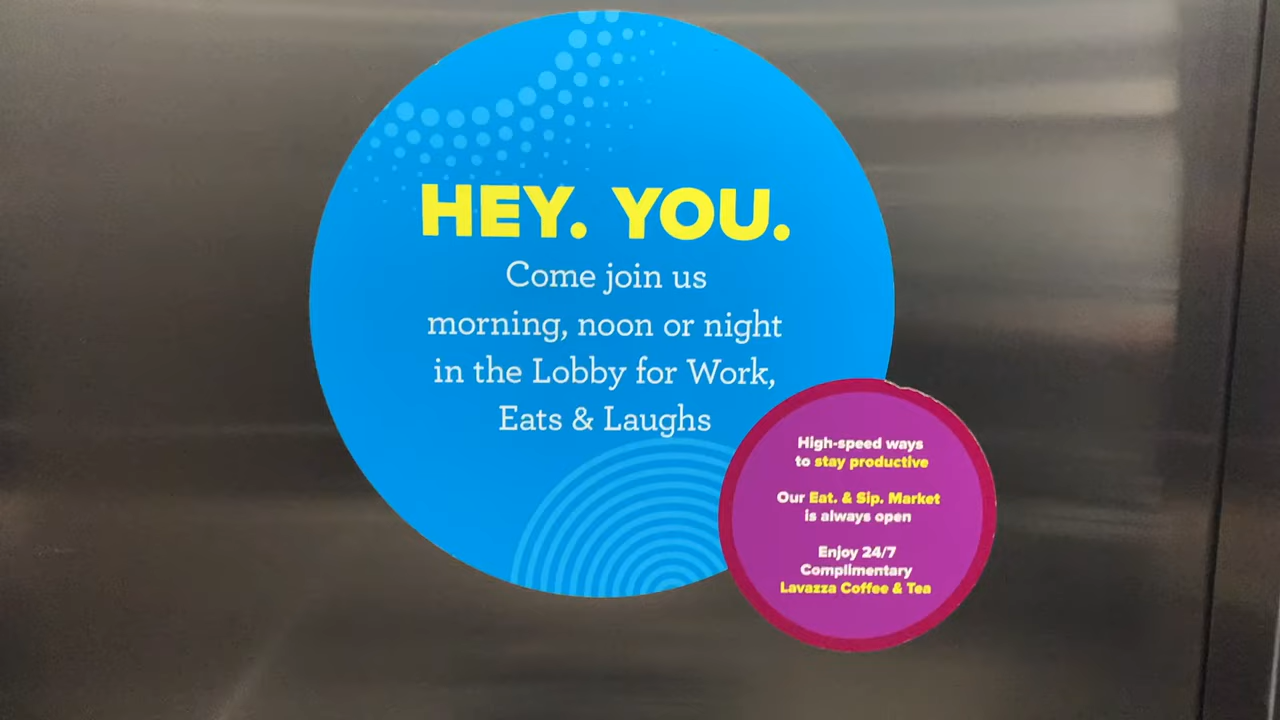 HEY. YOU.
Come join us
morning, noon or night
in the Lobby for Work,
Eats & Laughs
High-speed ways
to stay productive
Our Eat. & Sip. Market
is always open
Enjoy 24/7
Complimentary
Lavazza Coffee & Tea